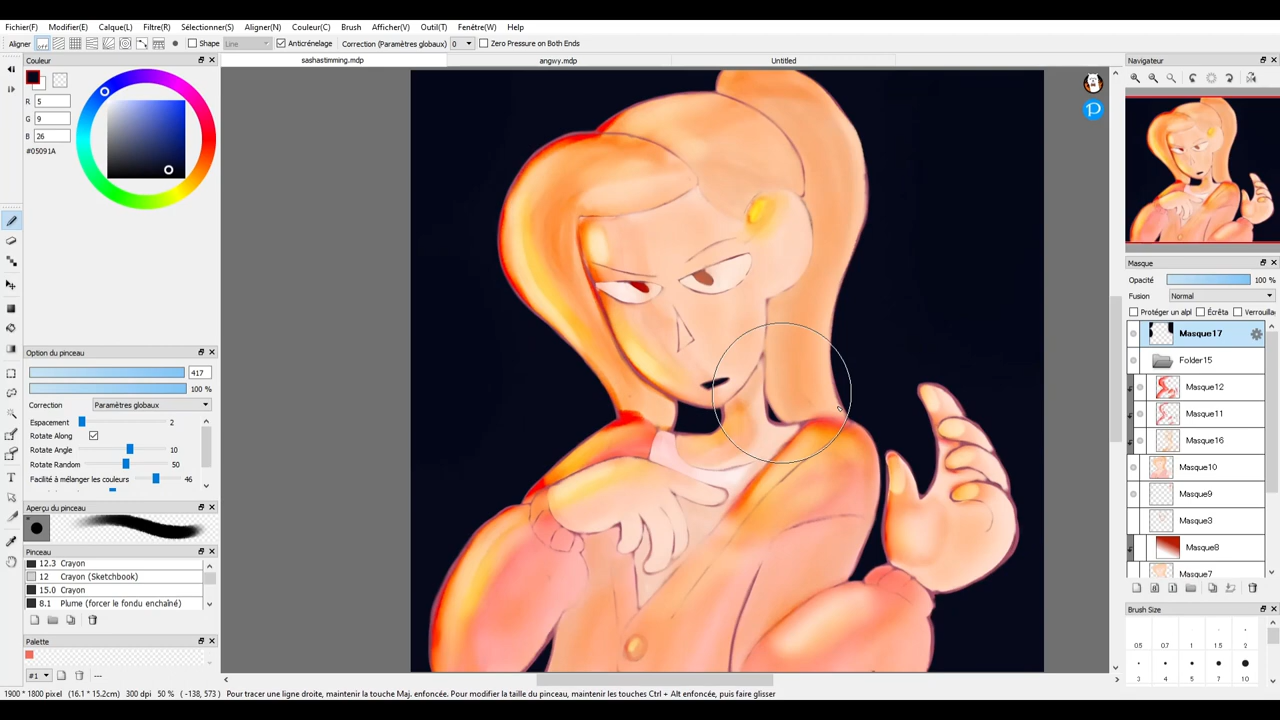 Fichier(F) Modifier(E) Calque(L) Filtre(R) Sélectionner(S) Aligner(N) Couleur(C) Brush Afficher(V) Outil(T) Fenêtre(W) Help
Aligner Shape Line Anticrénelage Correction (Paramètres globaux) 0 Zero Pressure on Both Ends
Couleur
sashastimming.mdp angwy.mdp Untitled
Navigateur
R 5
G 9
B 26
#05091A
Masque
Opacité 100 %
Fusion Normal
Protéger un alpl Écrêta Verrouilla
Masque17
Folder15
Masque12
Masque11
Masque16
Masque10
Masque9
Masque3
Masque8
Masque7
Option du pinceau
417
100 %
Correction Paramètres globaux
Espacement 2
Rotate Along
Rotate Angle 10
Rotate Random 50
Facilité à mélanger les couleurs 46
Aperçu du pinceau
Pinceau
12.3 Crayon
12 Crayon (Sketchbook)
15.0 Crayon
8.1 Plume (forcer le fondu enchaîné)
Palette
#1 ---
Brush Size
0.5 0.7 1 1.5 2
3 4 5 7 10
1900 * 1800 pixel (16.1 * 15.2cm) 300 dpi 50 % ( -138, 573 ) Pour tracer une ligne droite, maintenir la touche Maj. enfoncée. Pour modifier la taille du pinceau, maintenir les touches Ctrl + Alt enfoncée, puis faire glisser